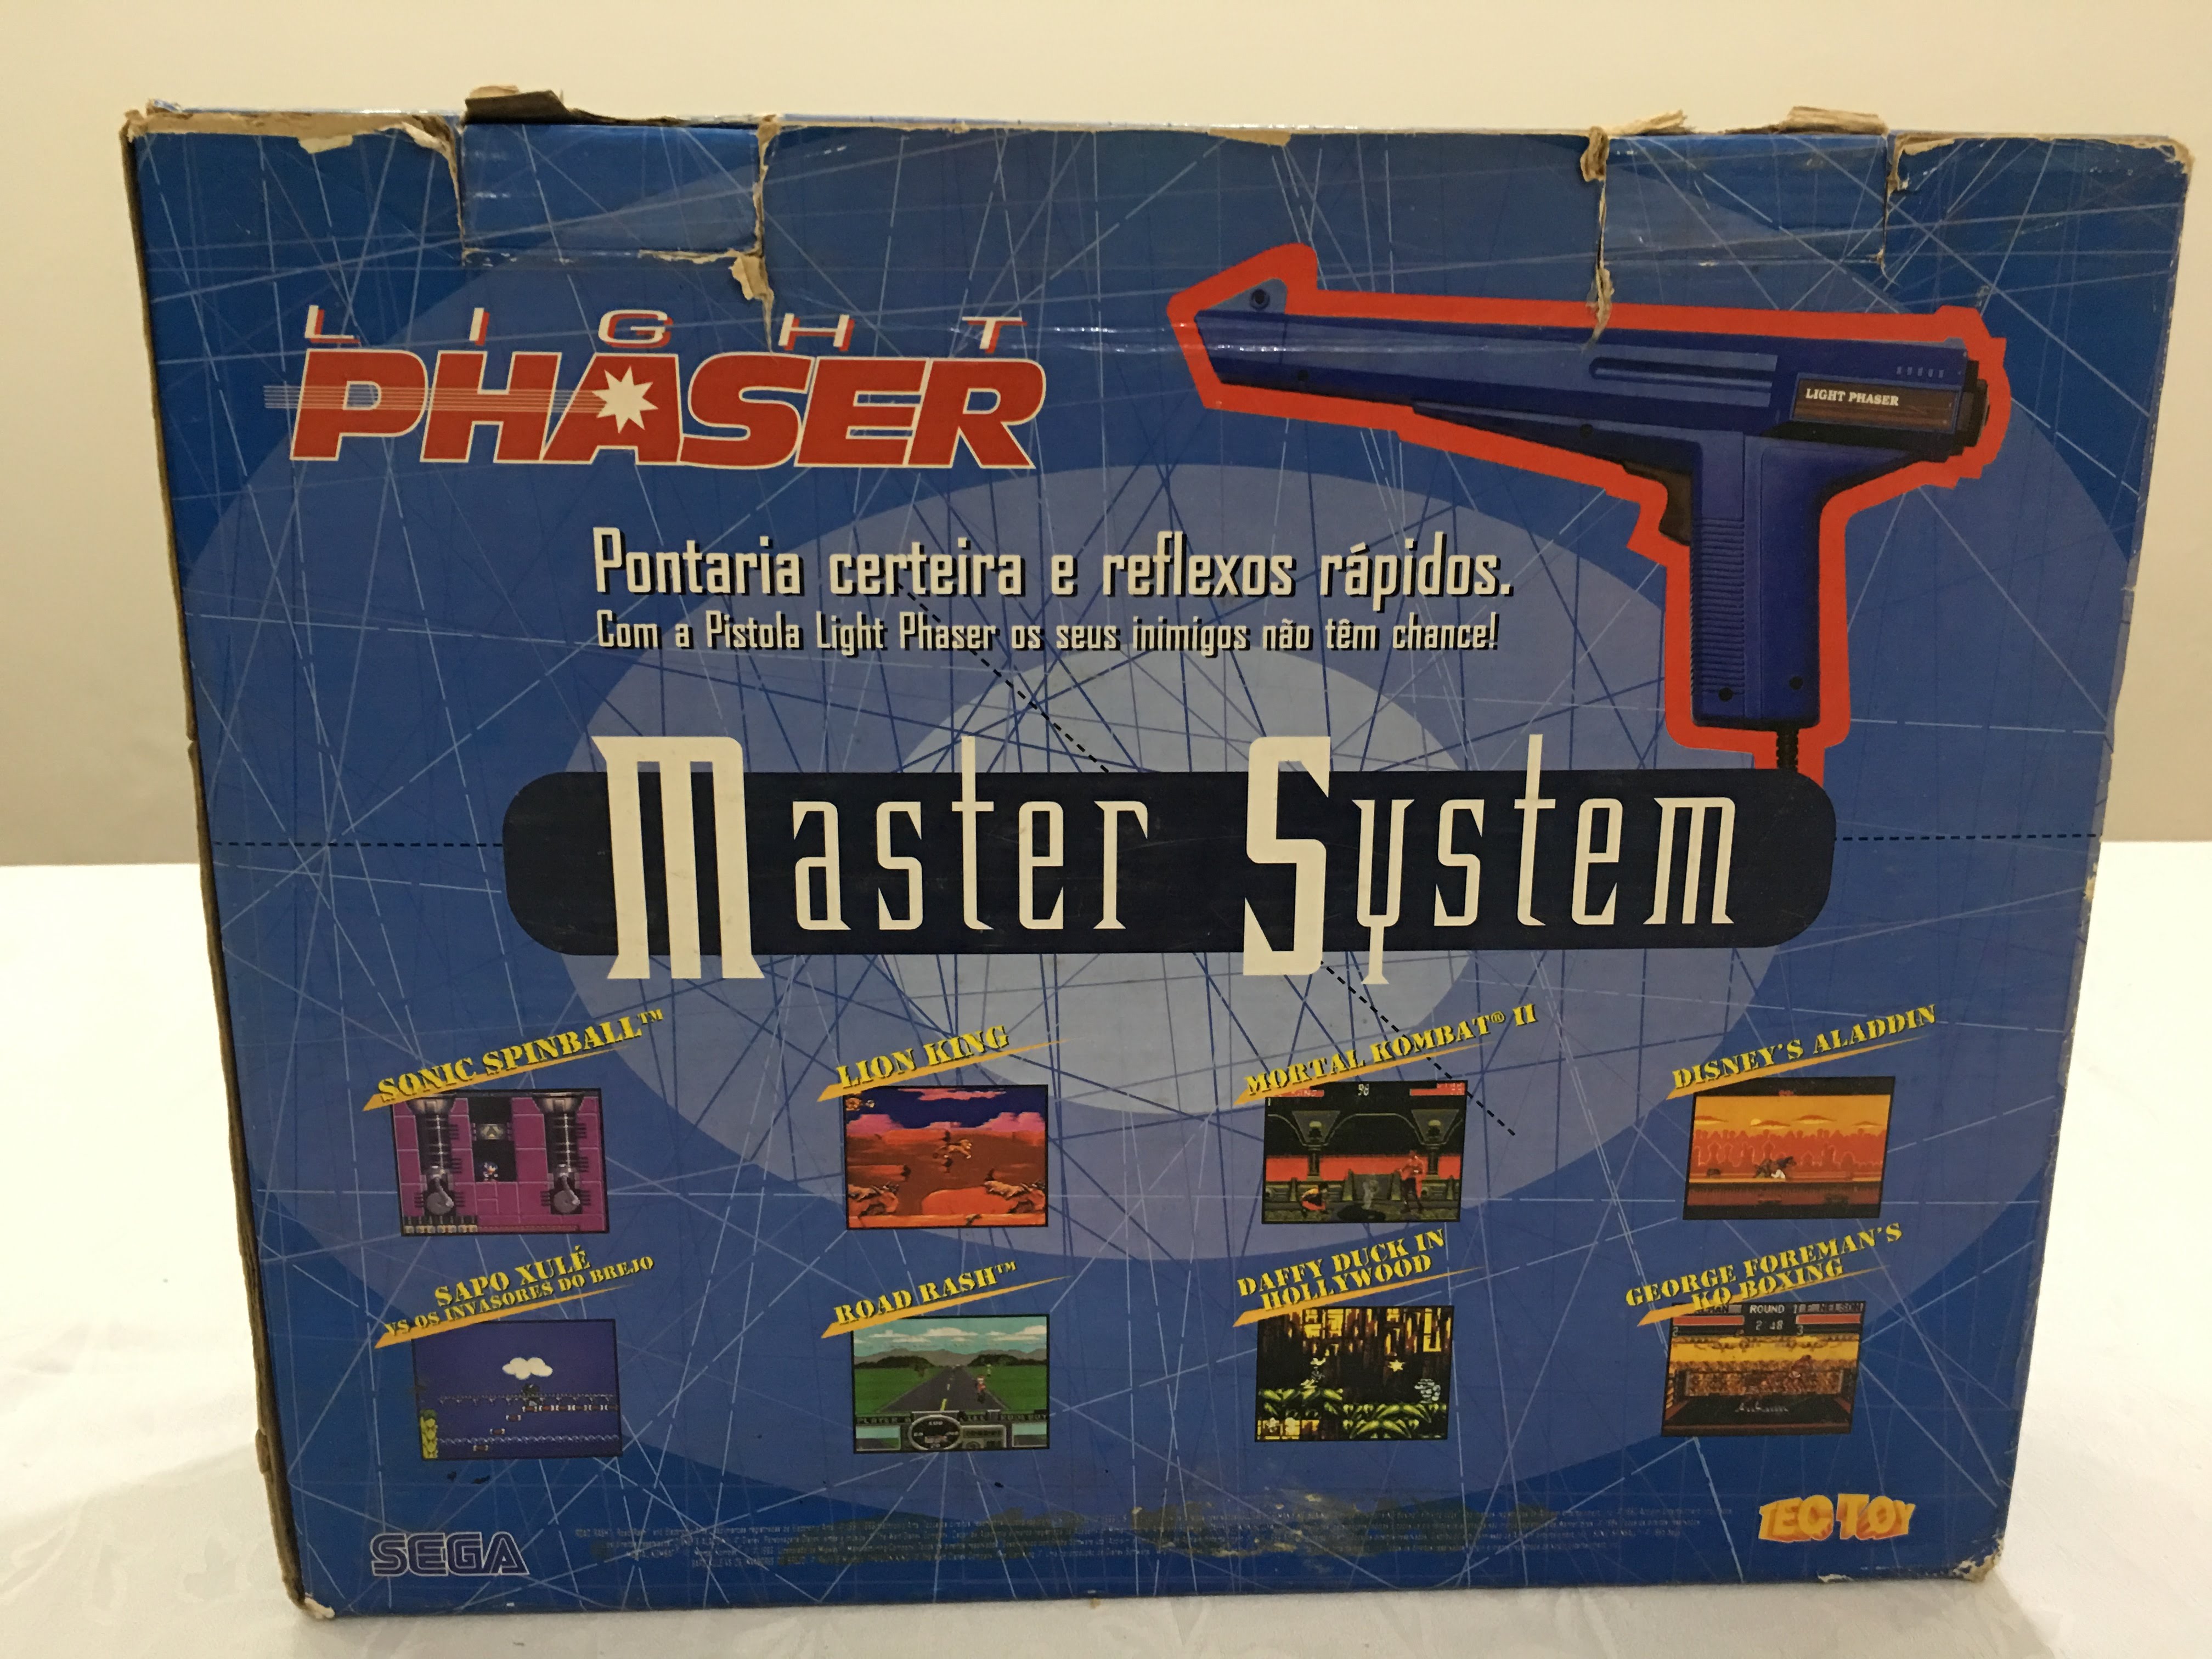 LIGHT
PHASER
LIGHT PHASER
Pontaria certeira e reflexos rápidos.
Com a Pistola Light Phaser os seus inimigos não têm chance!
Master System
SONIC SPINBALL™
LION KING
MORTAL KOMBAT® II
DISNEY'S ALADDIN
SAPO XULÉ
VS OS INVASORES DO BREJO
ROAD RASH™
DAFFY DUCK IN
HOLLYWOOD
GEORGE FOREMAN'S
KO BOXING
ROUND 1
SEGA
TEC TOY